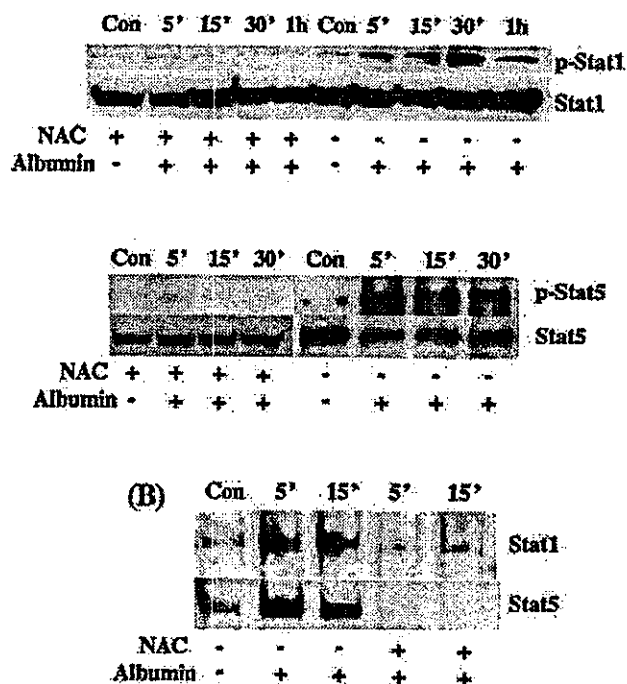 Con 5' 15' 30' 1h Con 5' 15' 30' 1h
p-Stat1
Stat1
NAC + + + + + - - - - -
Albumin - + + + + - + + + +
Con 5' 15' 30' Con 5' 15' 30'
p-Stat5
Stat5
NAC + + + + - - - -
Albumin - + + + - + + +
(B) Con 5' 15' 5' 15'
Stat1
Stat5
NAC - - - + +
Albumin - + + + +